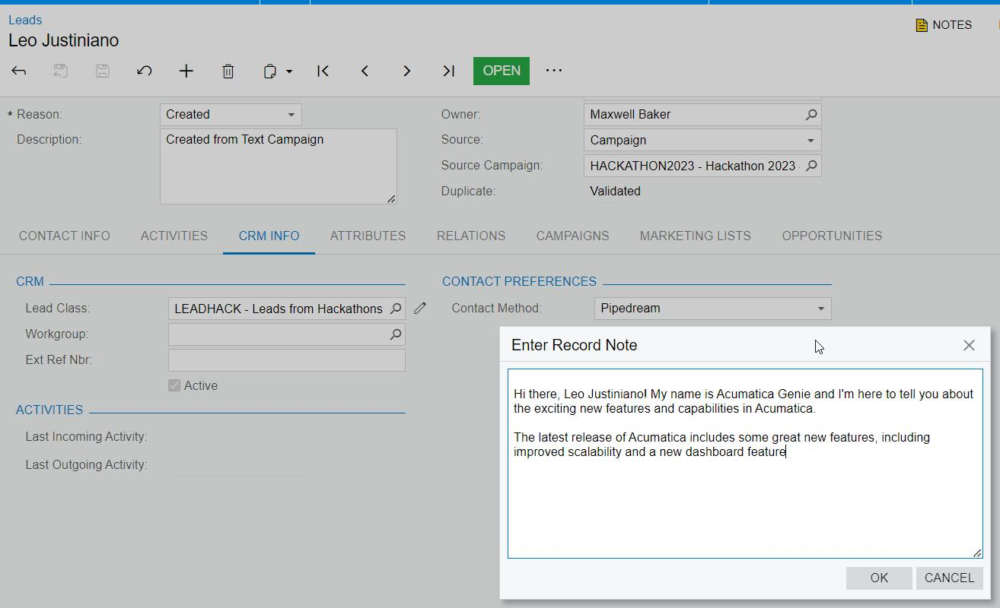 Leads
NOTES
Leo Justiniano
OPEN
* Reason: Created
Owner: Maxwell Baker
Description: Created from Text Campaign
Source: Campaign
Source Campaign: HACKATHON2023 - Hackathon 2023
Duplicate: Validated
CONTACT INFO ACTIVITIES CRM INFO ATTRIBUTES RELATIONS CAMPAIGNS MARKETING LISTS OPPORTUNITIES
CRM
Lead Class: LEADHACK - Leads from Hackathons
Workgroup:
Ext Ref Nbr:
Active
ACTIVITIES
Last Incoming Activity:
Last Outgoing Activity:
CONTACT PREFERENCES
Contact Method: Pipedream
Enter Record Note
Hi there, Leo Justiniano! My name is Acumatica Genie and I'm here to tell you about
the exciting new features and capabilities in Acumatica.
The latest release of Acumatica includes some great new features, including
improved scalability and a new dashboard feature
OK CANCEL